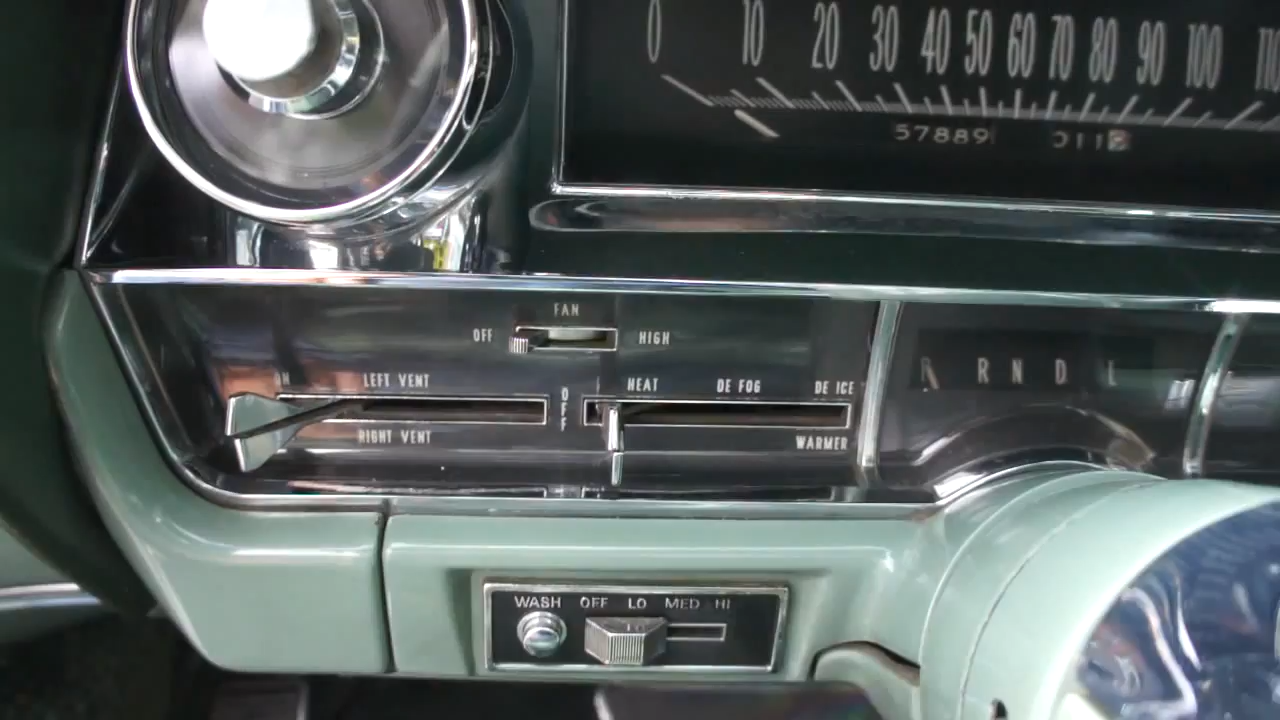 0 10 20 30 40 50 60 70 80 90 100
57889
FAN
OFF HIGH
LEFT VENT
OFF
HEAT DE FOG DE ICE
RIGHT VENT
WARMER
R N D L
WASH OFF LO MED HI